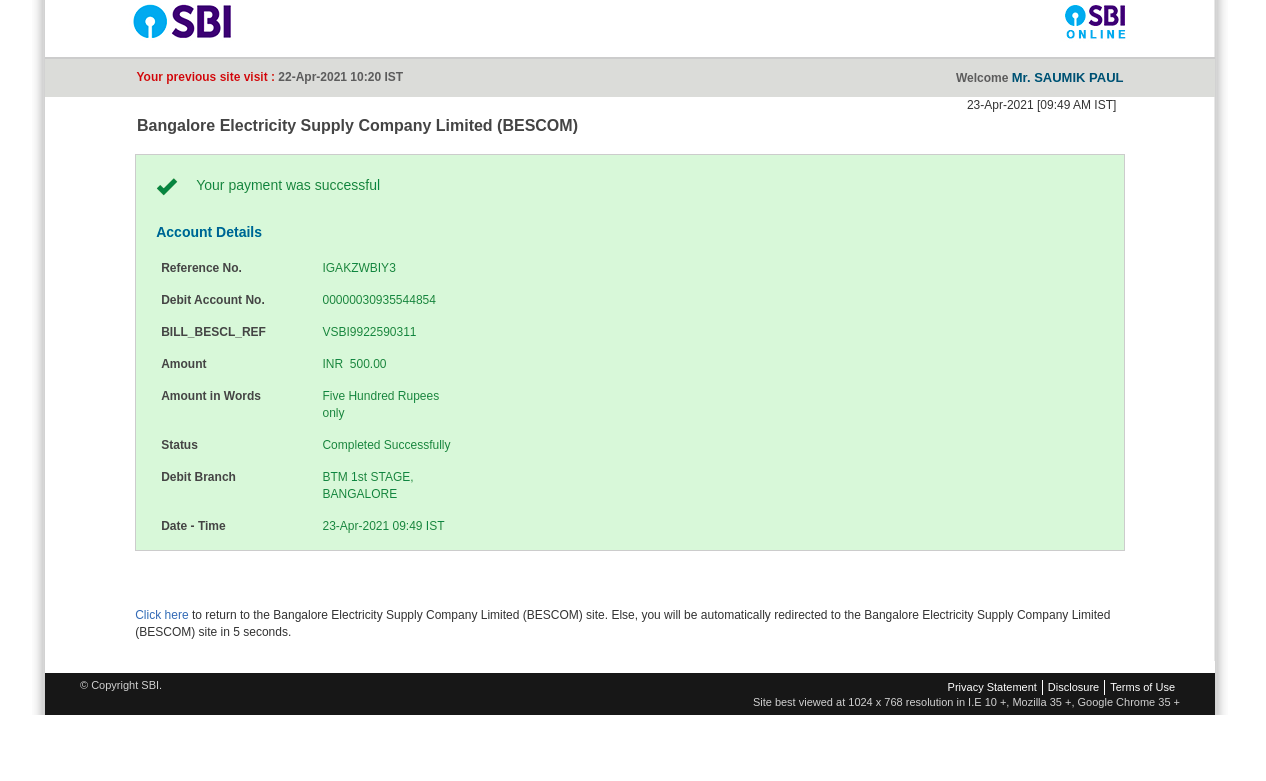 SBI
SBI
ONLINE
Your previous site visit : 22-Apr-2021 10:20 IST
Welcome Mr. SAUMIK PAUL
23-Apr-2021 [09:49 AM IST]
Bangalore Electricity Supply Company Limited (BESCOM)
Your payment was successful
Account Details
Reference No. IGAKZWBIY3
Debit Account No. 00000030935544854
BILL_BESCL_REF VSBI9922590311
Amount INR  500.00
Amount in Words Five Hundred Rupees
only
Status Completed Successfully
Debit Branch BTM 1st STAGE,
BANGALORE
Date - Time 23-Apr-2021 09:49 IST
Click here to return to the Bangalore Electricity Supply Company Limited (BESCOM) site. Else, you will be automatically redirected to the Bangalore Electricity Supply Company Limited
(BESCOM) site in 5 seconds.
© Copyright SBI.
Privacy Statement Disclosure Terms of Use
Site best viewed at 1024 x 768 resolution in I.E 10 +, Mozilla 35 +, Google Chrome 35 +